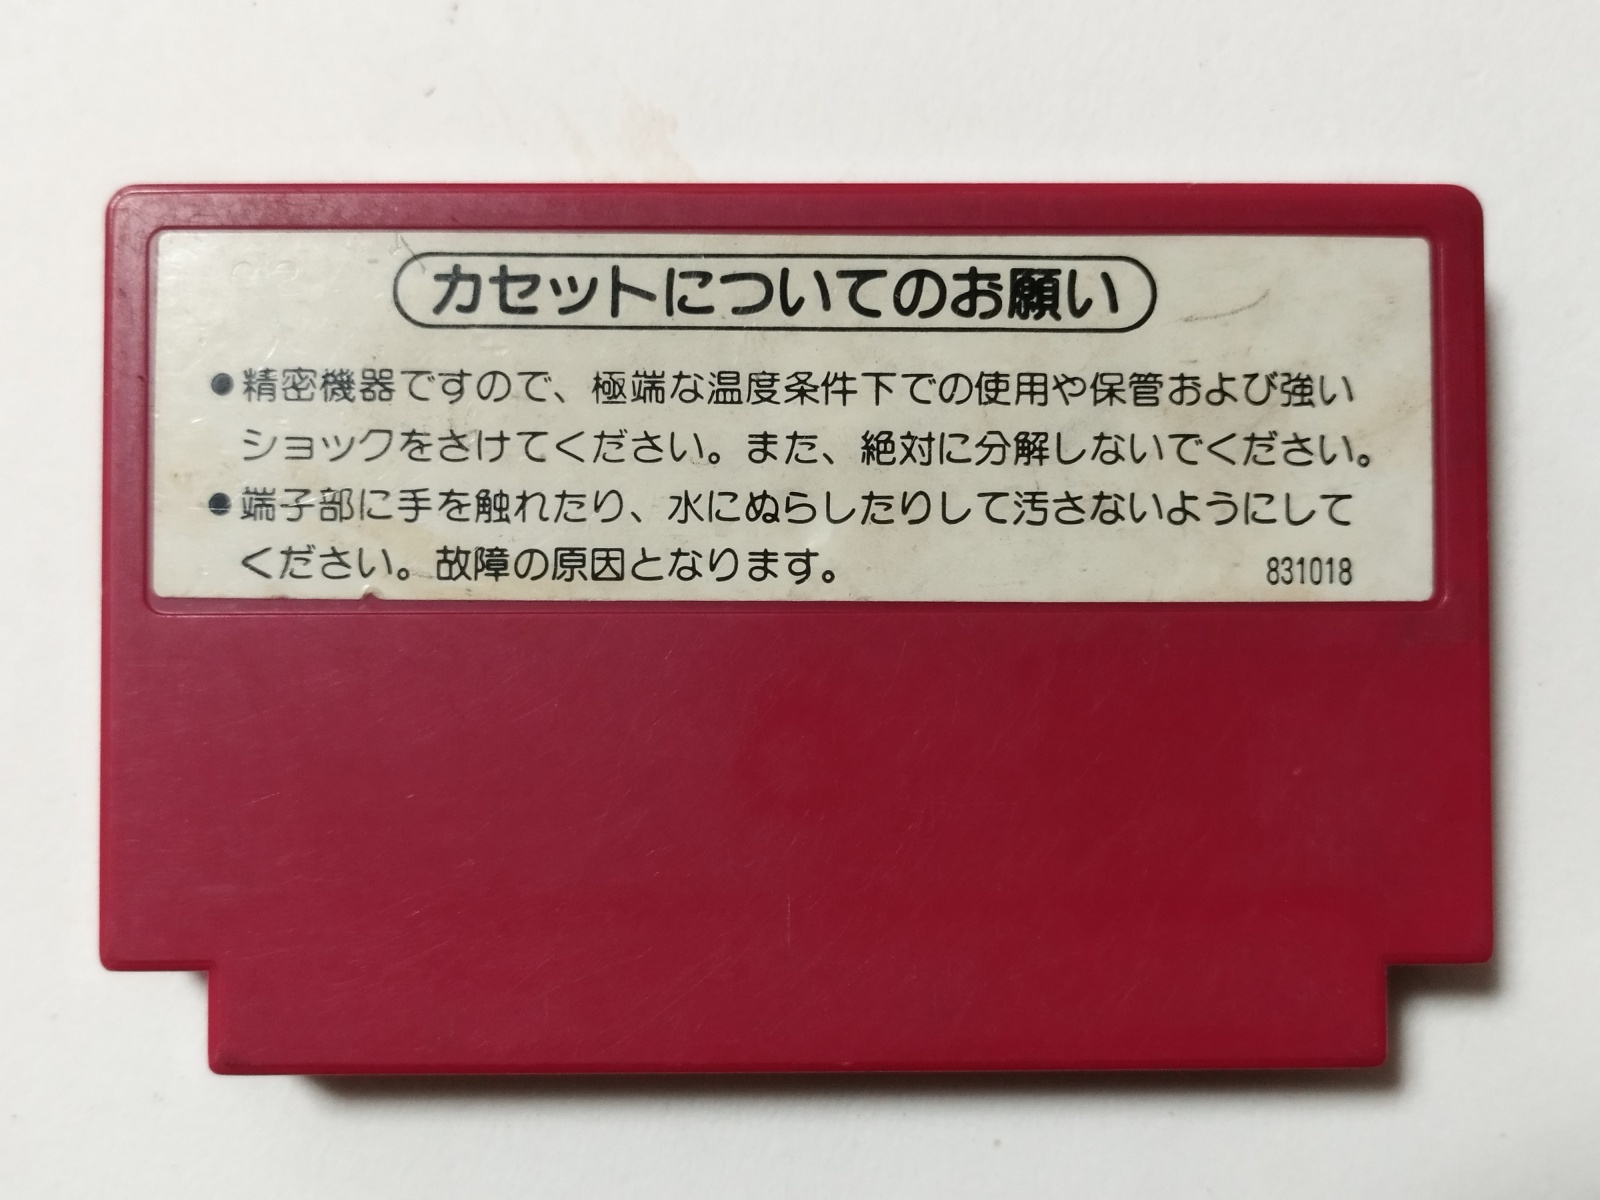 カセットについてのお願い
●精密機器ですので、極端な温度条件下での使用や保管および強い
ショックをさけてください。また、絶対に分解しないでください。
●端子部に手を触れたり、水にぬらしたりして汚さないようにして
ください。故障の原因となります。
831018